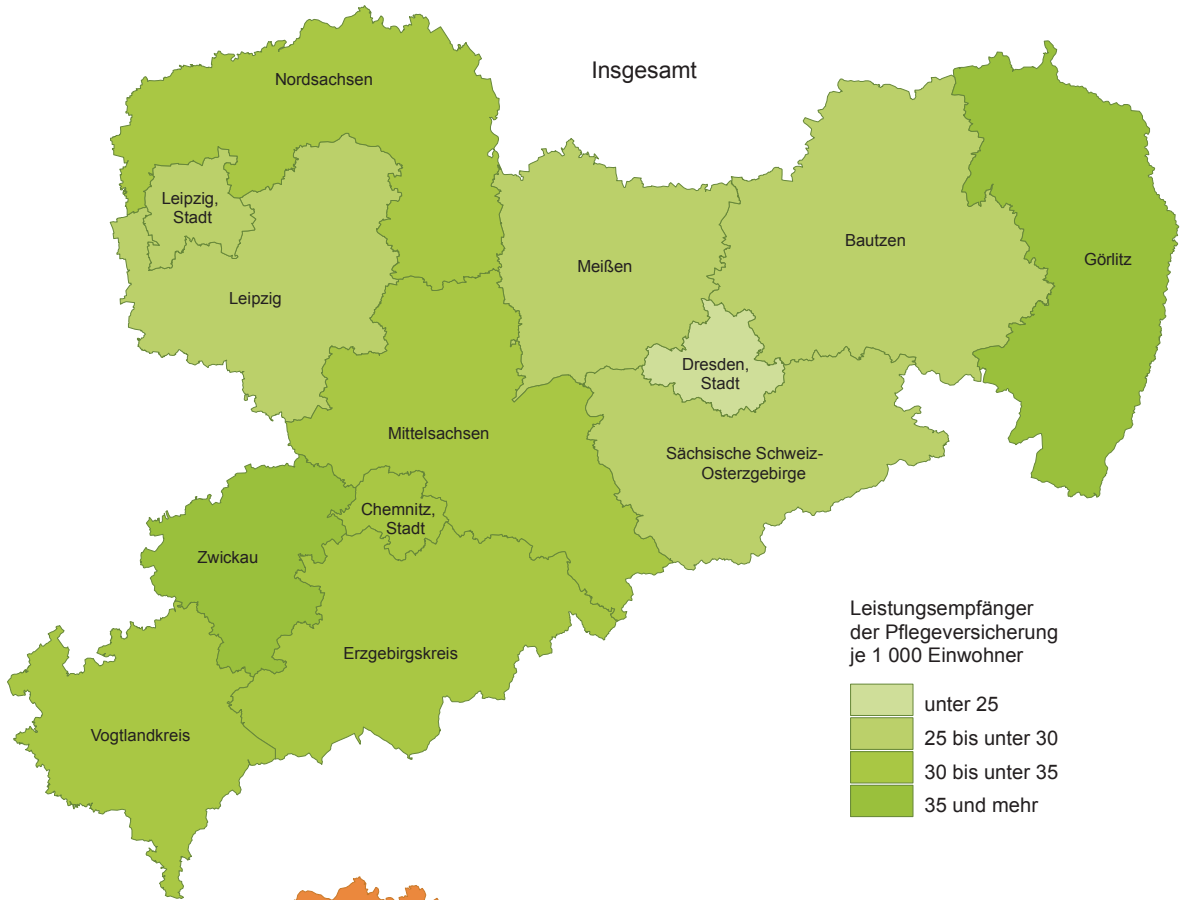 Insgesamt
Nordsachsen
Leipzig,
Stadt
Leipzig
Meißen
Bautzen
Görlitz
Dresden,
Stadt
Mittelsachsen
Sächsische Schweiz-
Osterzgebirge
Chemnitz,
Stadt
Zwickau
Erzgebirgskreis
Vogtlandkreis
Leistungsempfänger
der Pflegeversicherung
je 1 000 Einwohner
unter 25
25 bis unter 30
30 bis unter 35
35 und mehr